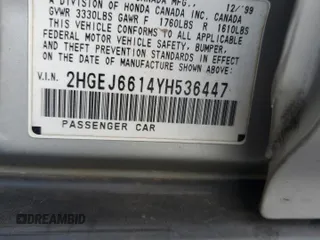 A DIVISION OF HONDA CANADA INC., CANADA
12/'99
GVWR 3330LBS GAWR F 1760LBS R 1610LBS
THIS VEHICLE CONFORMS TO ALL APPLICABLE
FEDERAL MOTOR VEHICLE SAFETY, BUMPER,
AND THEFT PREVENTION STANDARDS IN
EFFECT ON THE DATE OF MANUFACTURE
SHOWN ABOVE.
V.I.N. 2HGEJ6614YH536447
PASSENGER CAR
DREAMBID